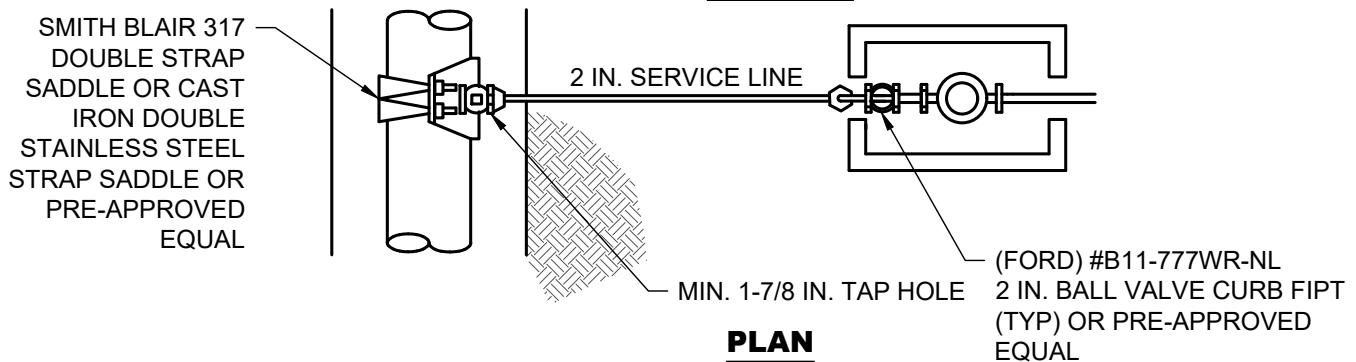 SMITH BLAIR 317
DOUBLE STRAP
SADDLE OR CAST
IRON DOUBLE
STAINLESS STEEL
STRAP SADDLE OR
PRE-APPROVED
EQUAL
2 IN. SERVICE LINE
MIN. 1-7/8 IN. TAP HOLE
(FORD) #B11-777WR-NL
2 IN. BALL VALVE CURB FIPT
(TYP) OR PRE-APPROVED
EQUAL
PLAN